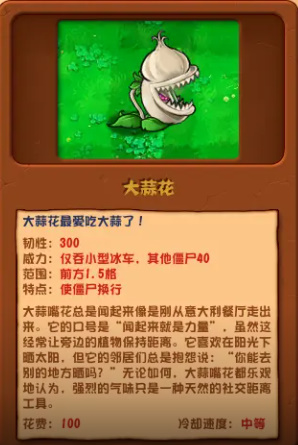 大蒜花
大蒜花最爱吃大蒜了！
韧性：300
威力：仅吞小型冰车，其他僵尸40
范围：前方1.5格
特点：使僵尸换行
大蒜嘴花总是闻起来像是刚从意大利餐厅走出
来。它的口号是“闻起来就是力量”，虽然这
经常让旁边的植物保持距离。它喜欢在阳光下
晒太阳，但它的邻居们总是抱怨说：“你能去
别的地方晒吗？”无论如何，大蒜嘴花都乐观
地认为，强烈的气味只是一种天然的社交距离
工具。
花费：100 冷却速度：中等